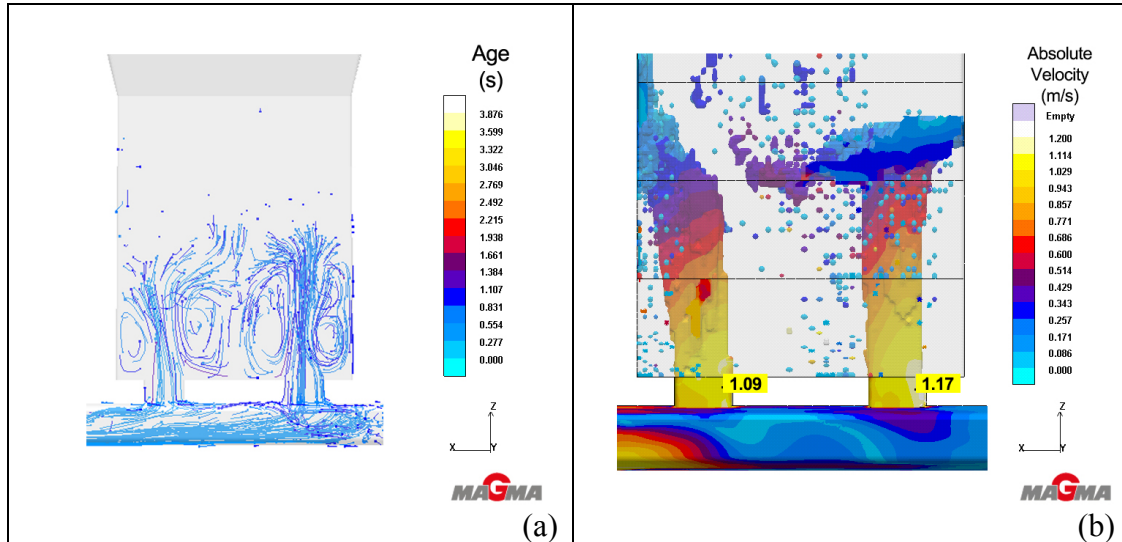 Age
(s)
3.876
3.599
3.322
3.046
2.769
2.492
2.215
1.938
1.661
1.384
1.107
0.831
0.554
0.277
0.000
Z
X
Y
MAGMA
(a)
Absolute
Velocity
(m/s)
Empty
1.200
1.114
1.029
0.943
0.857
0.771
0.686
0.600
0.514
0.429
0.343
0.257
0.171
0.086
0.000
1.09
1.17
Z
X
Y
MAGMA
(b)